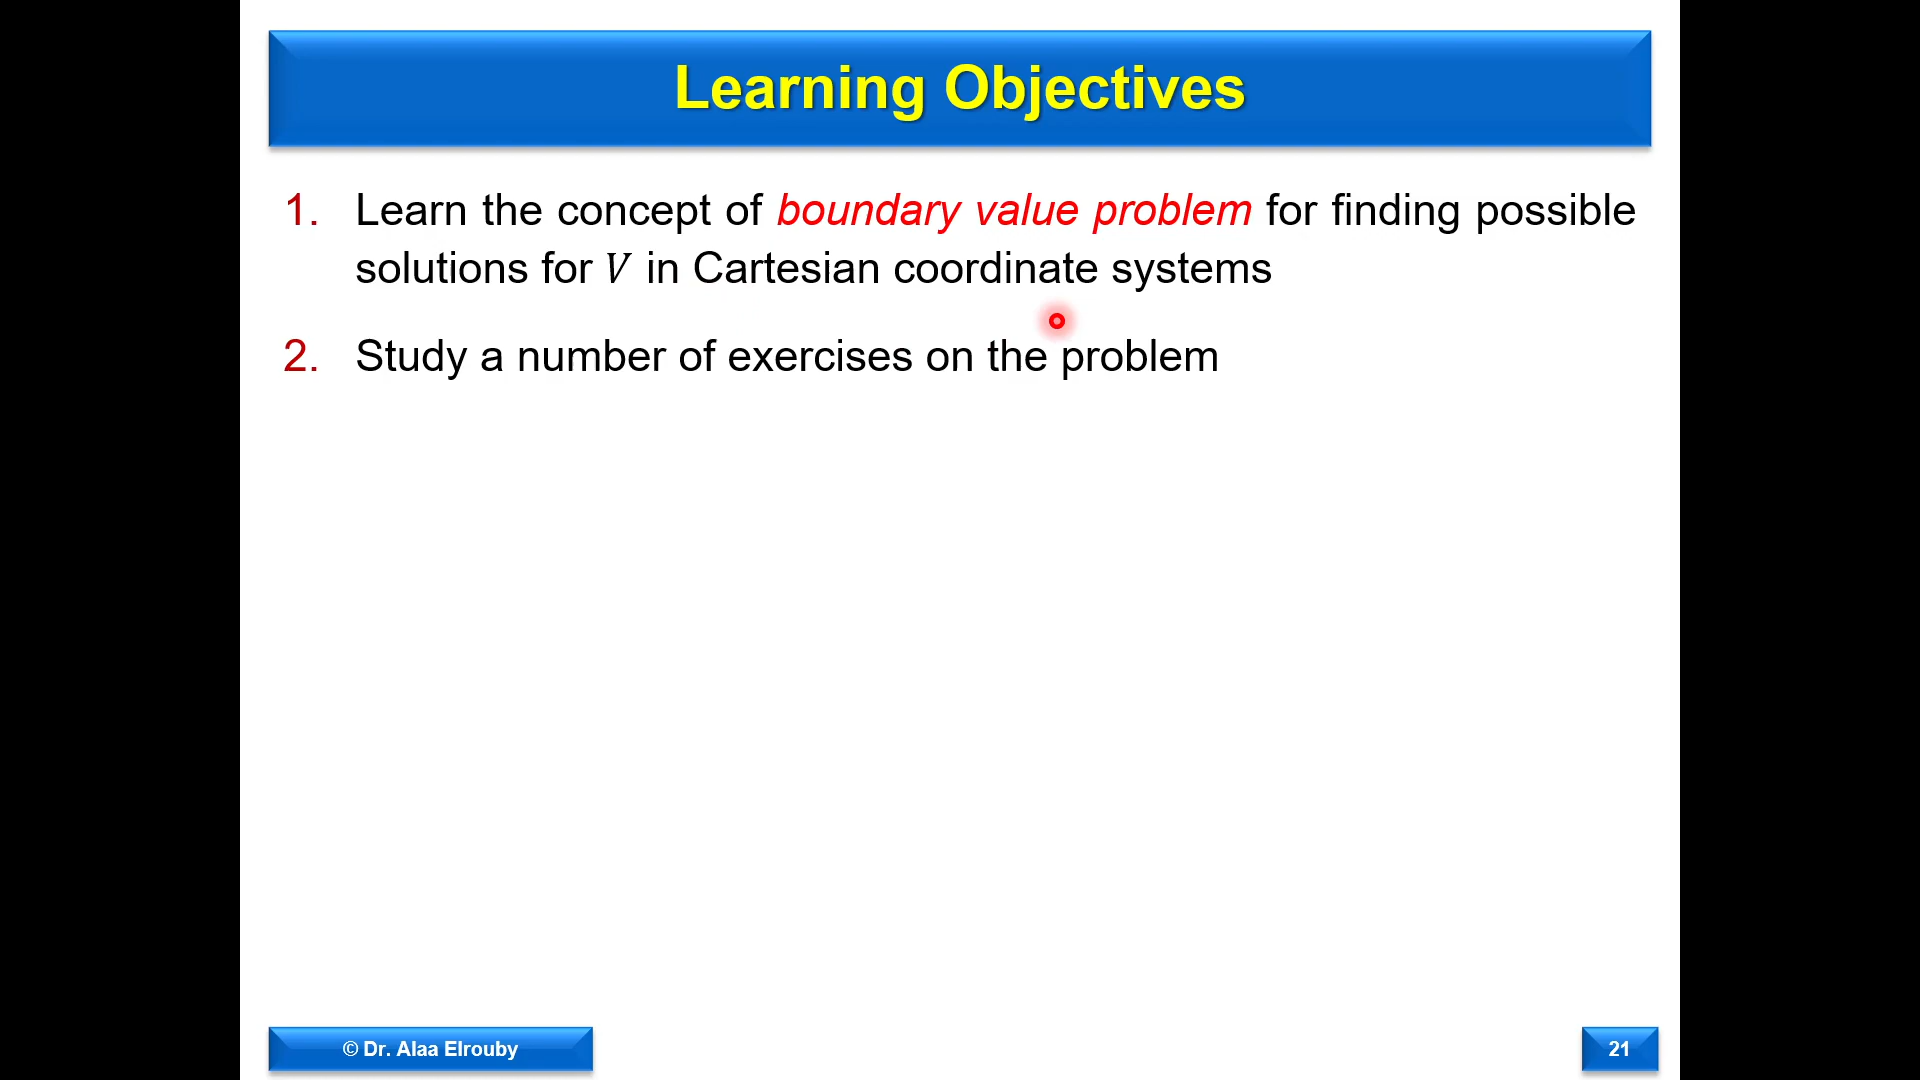 Learning Objectives
1. Learn the concept of boundary value problem for finding possible
solutions for V in Cartesian coordinate systems
2. Study a number of exercises on the problem
© Dr. Alaa Elrouby
21